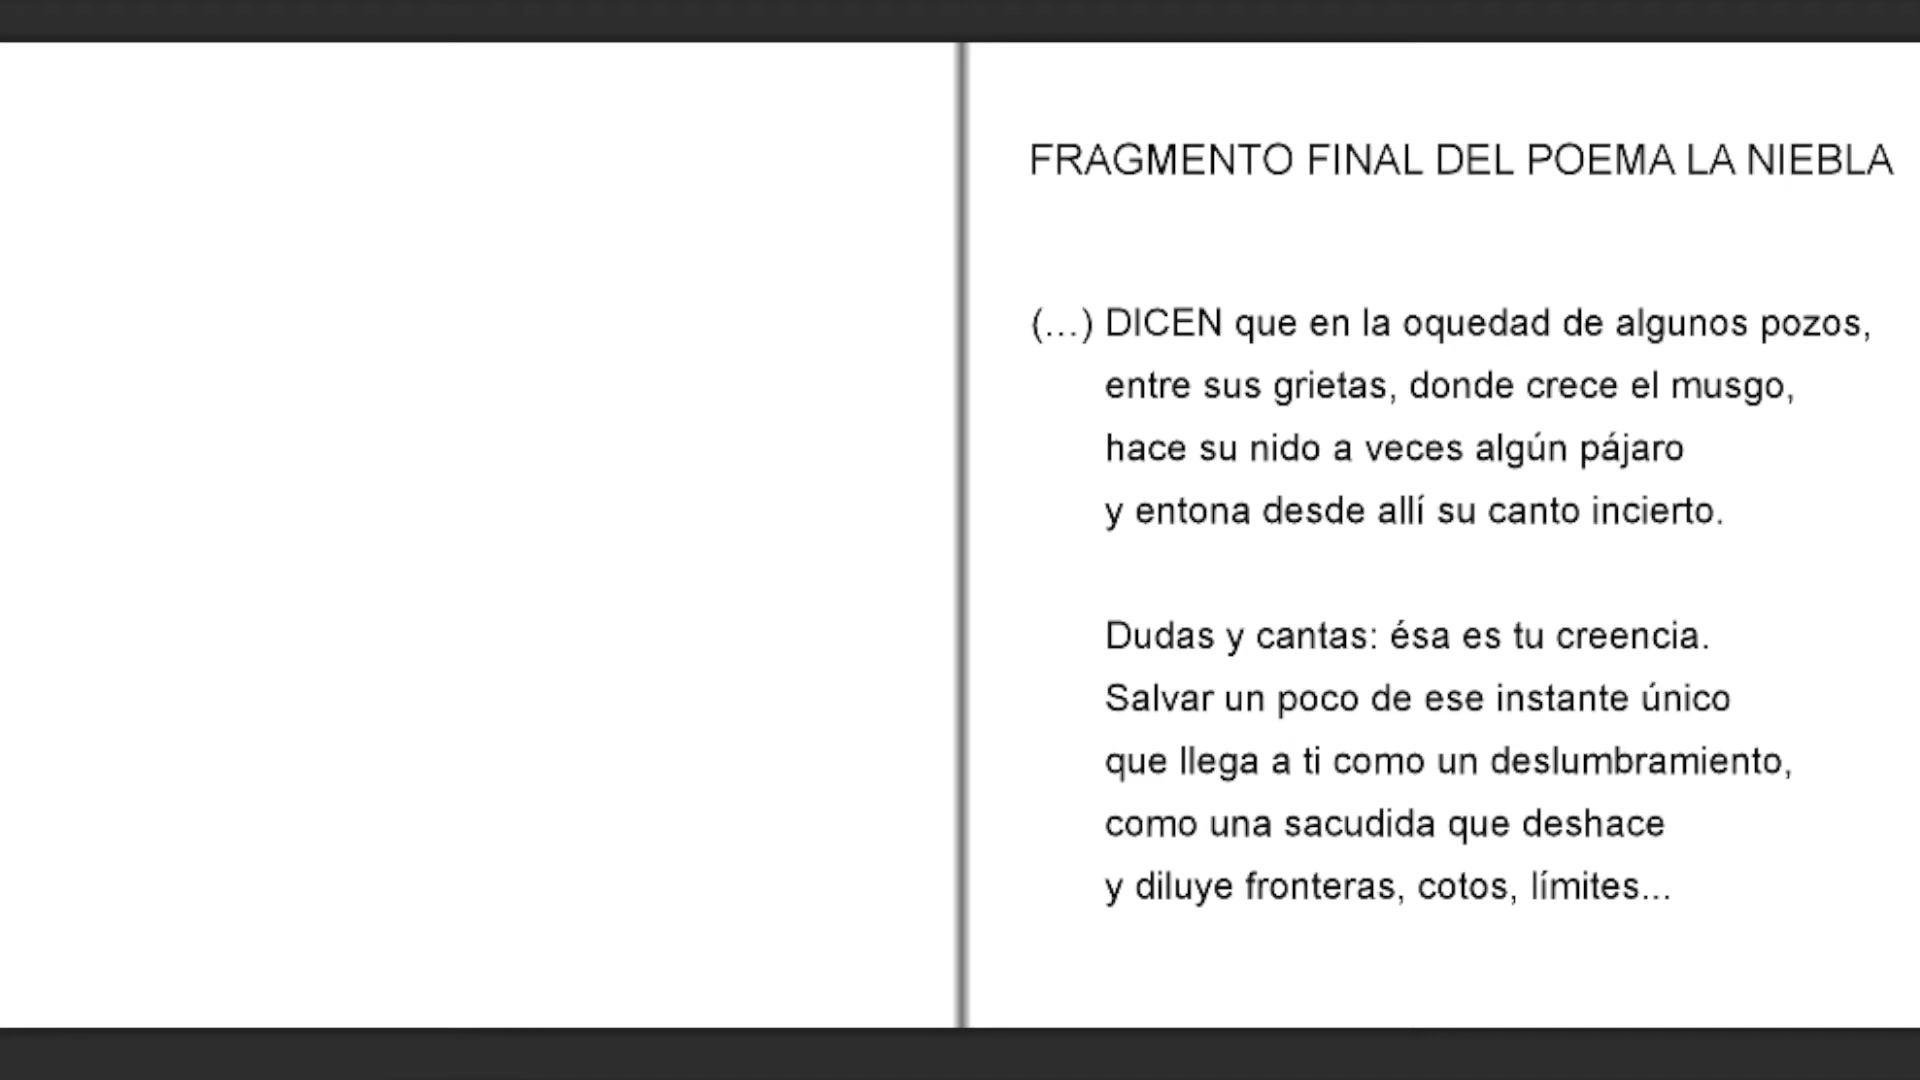 FRAGMENTO FINAL DEL POEMA LA NIEBLA
(...) DICEN que en la oquedad de algunos pozos,
entre sus grietas, donde crece el musgo,
hace su nido a veces algún pájaro
y entona desde allí su canto incierto.
Dudas y cantas: ésa es tu creencia.
Salvar un poco de ese instante único
que llega a ti como un deslumbramiento,
como una sacudida que deshace
y diluye fronteras, cotos, límites...